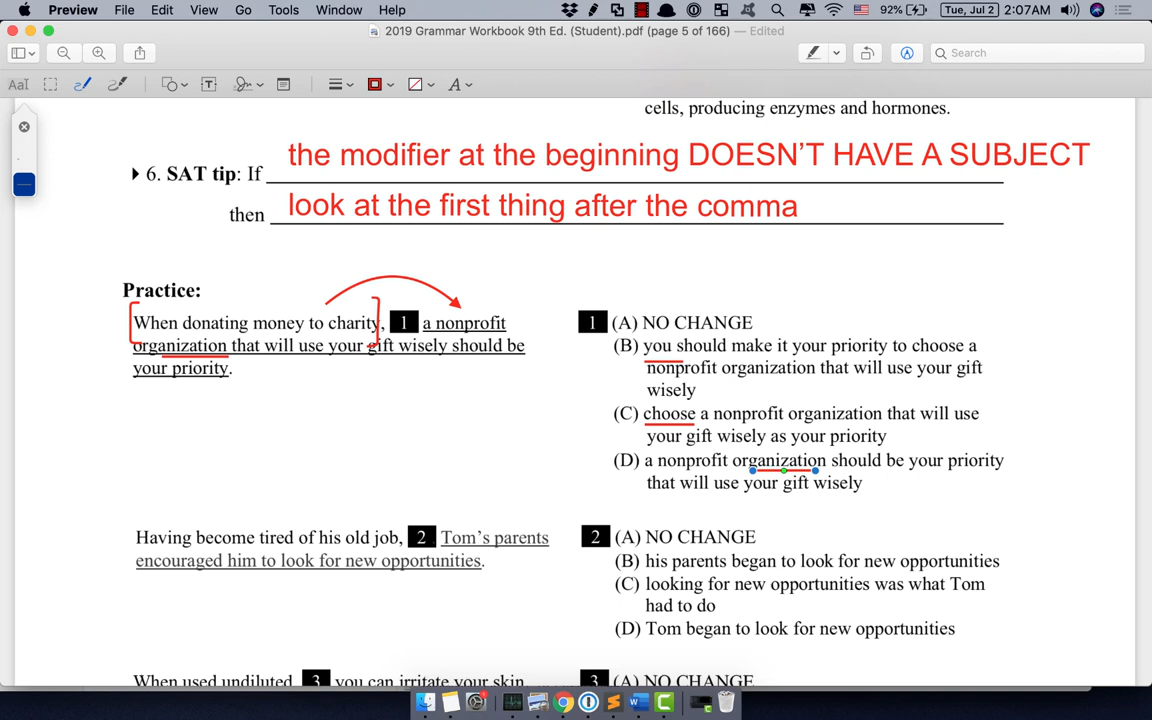 Preview File Edit View Go Tools Window Help 92% Tue, Jul 2 2:07AM
2019 Grammar Workbook 9th Ed. (Student).pdf (page 5 of 166) — Edited
Search
AaI T A
cells, producing enzymes and hormones.
the modifier at the beginning DOESN'T HAVE A SUBJECT
6. SAT tip: If
look at the first thing after the comma
then
Practice:
When donating money to charity, 1 a nonprofit
organization that will use your gift wisely should be
your priority.
1 (A) NO CHANGE
(B) you should make it your priority to choose a
nonprofit organization that will use your gift
wisely
(C) choose a nonprofit organization that will use
your gift wisely as your priority
(D) a nonprofit organization should be your priority
that will use your gift wisely
Having become tired of his old job, 2 Tom's parents
encouraged him to look for new opportunities.
2 (A) NO CHANGE
(B) his parents began to look for new opportunities
(C) looking for new opportunities was what Tom
had to do
(D) Tom began to look for new opportunities
When used undiluted, 3 you can irritate your skin
3 (A) NO CHANGE